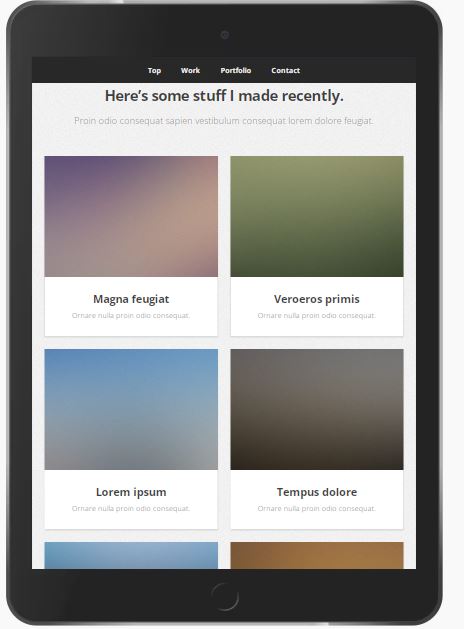 Top Work Portfolio Contact
Here's some stuff I made recently.
Proin odio consequat sapien vestibulum consequat lorem dolore feugiat.
Magna feugiat
Ornare nulla proin odio consequat.
Veroeros primis
Ornare nulla proin odio consequat.
Lorem ipsum
Ornare nulla proin odio consequat.
Tempus dolore
Ornare nulla proin odio consequat.